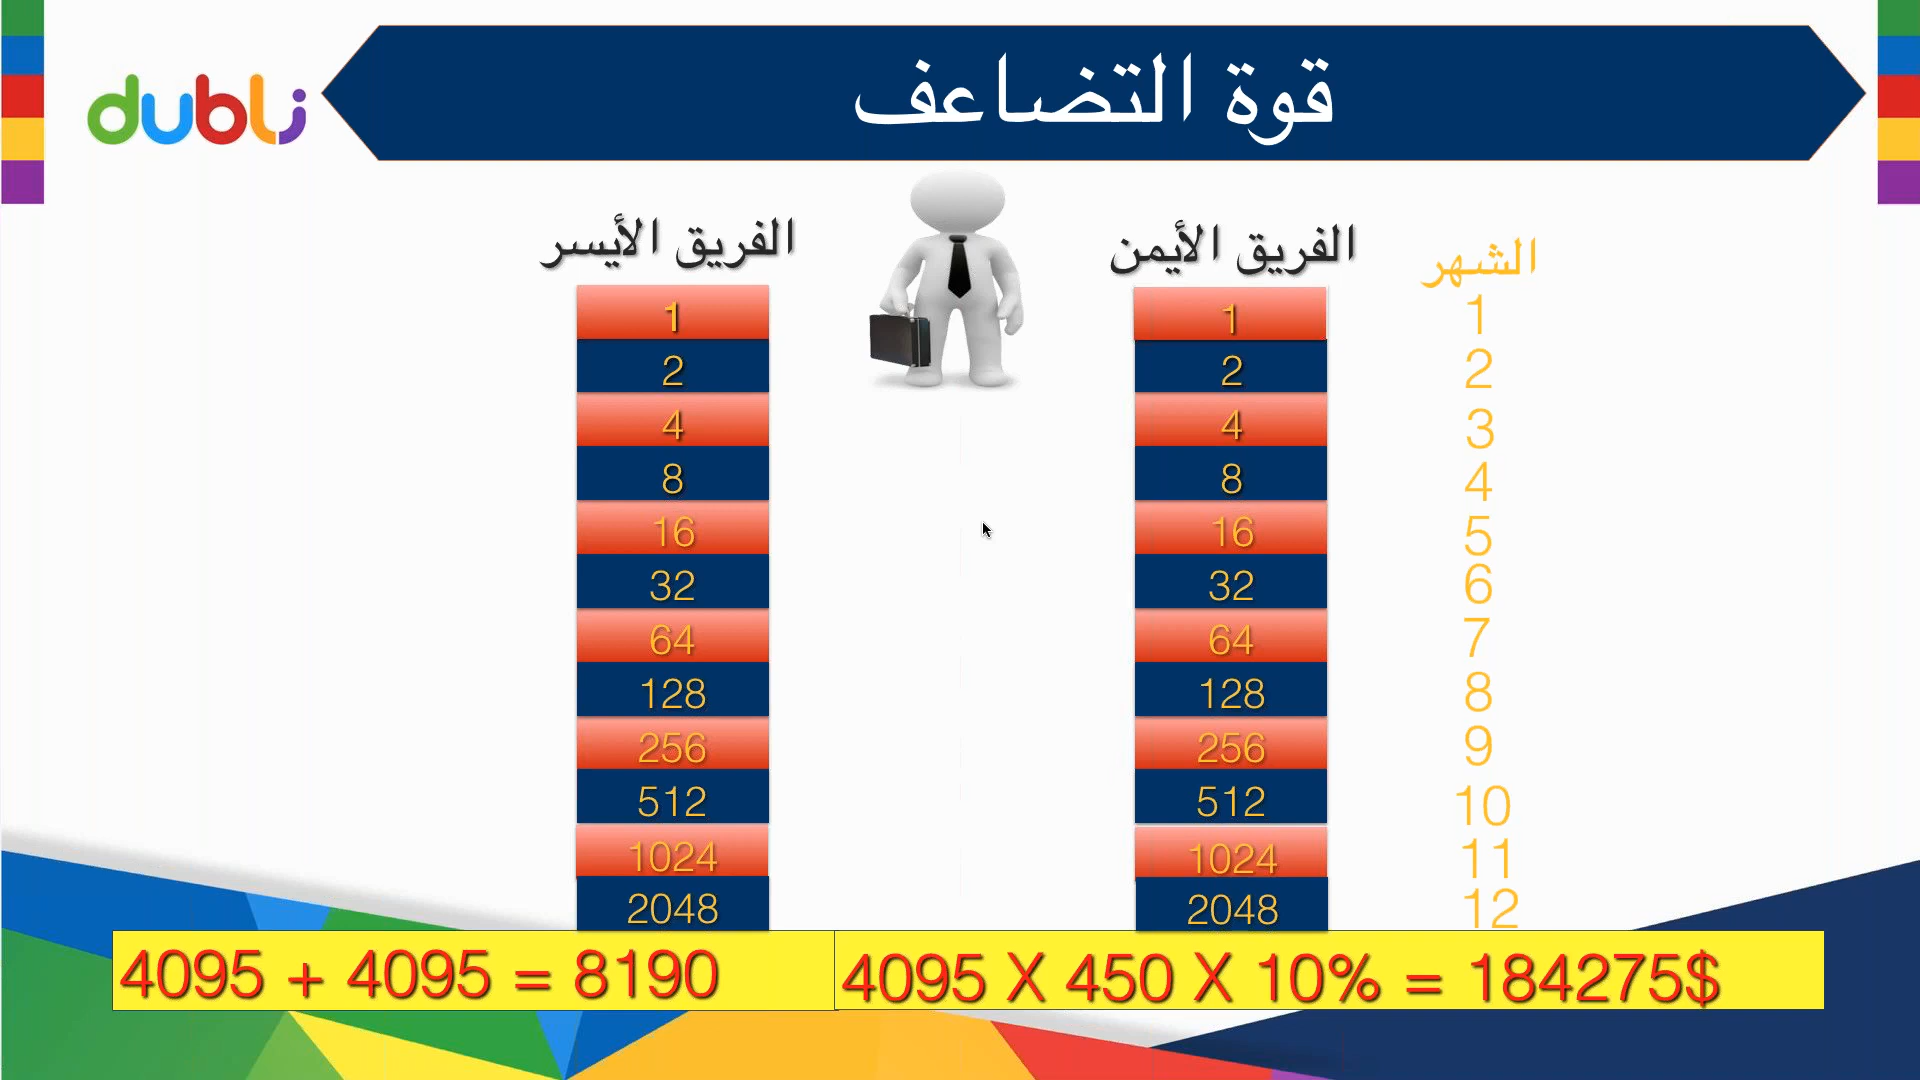 dubli
قوة التضاعف
الشهر
الفريق الأيمن
الفريق الأيسر
1 1 1
2 2 2
3 4 4
4 8 8
5 16 16
6 32 32
7 64 64
8 128 128
9 256 256
10 512 512
11 1024 1024
12 2048 2048
4095 + 4095 = 8190
4095 X 450 X 10% = 184275$